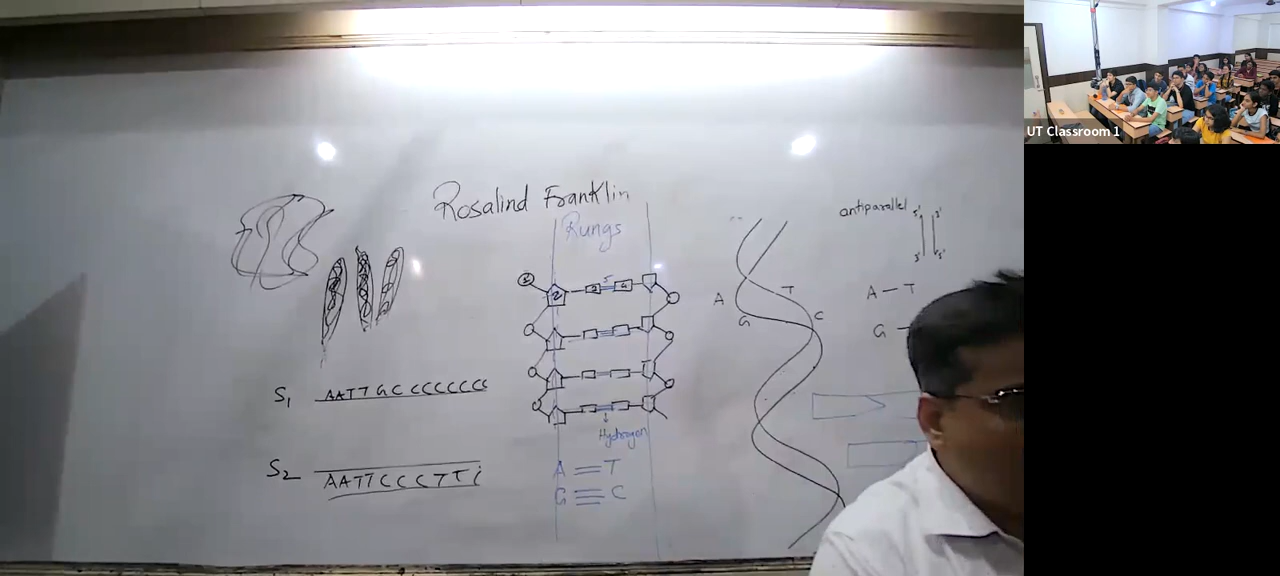 Rosalind Franklin
Rungs
antiparallel
5' 3'
3' 5'
A T
G C
A — T
G —
S1 AATTGCCCCCCCC
Hydrogen
A = T
G ≡ C
S2 AATTCCCTTC
UT Classroom 1